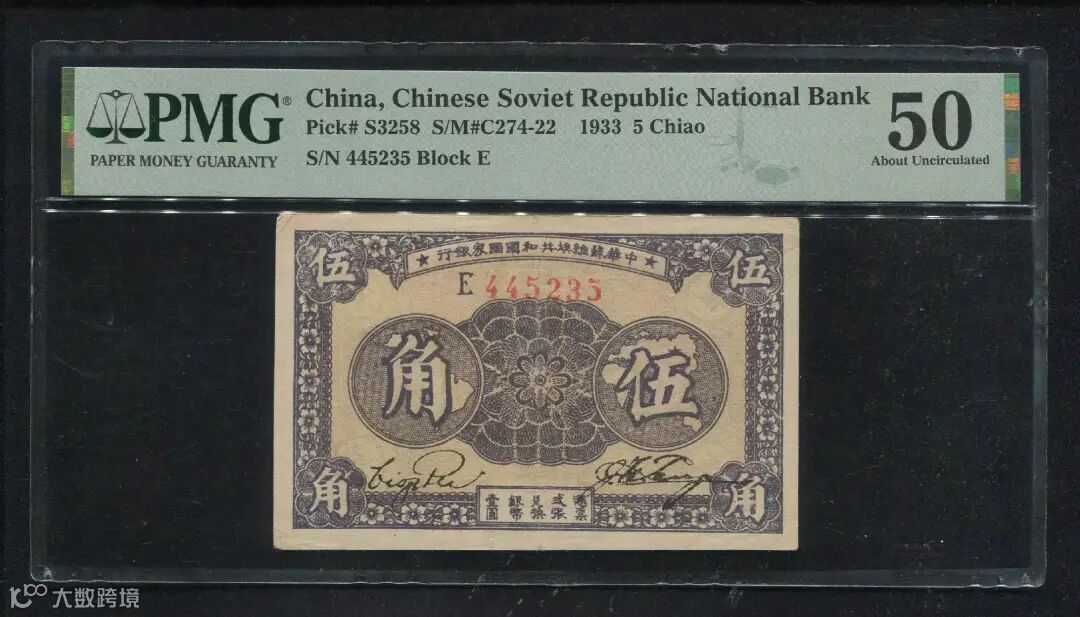 PMG®
PAPER MONEY GUARANTY
China, Chinese Soviet Republic National Bank
Pick# S3258 S/M#C274-22 1933 5 Chiao
S/N 445235 Block E
50
About Uncirculated
伍
★行銀家國國和共埃維蘇華中★
伍
E 445235
角
伍
角
憑票
弍張
兌換
銀幣
壹圓
角
大数跨境